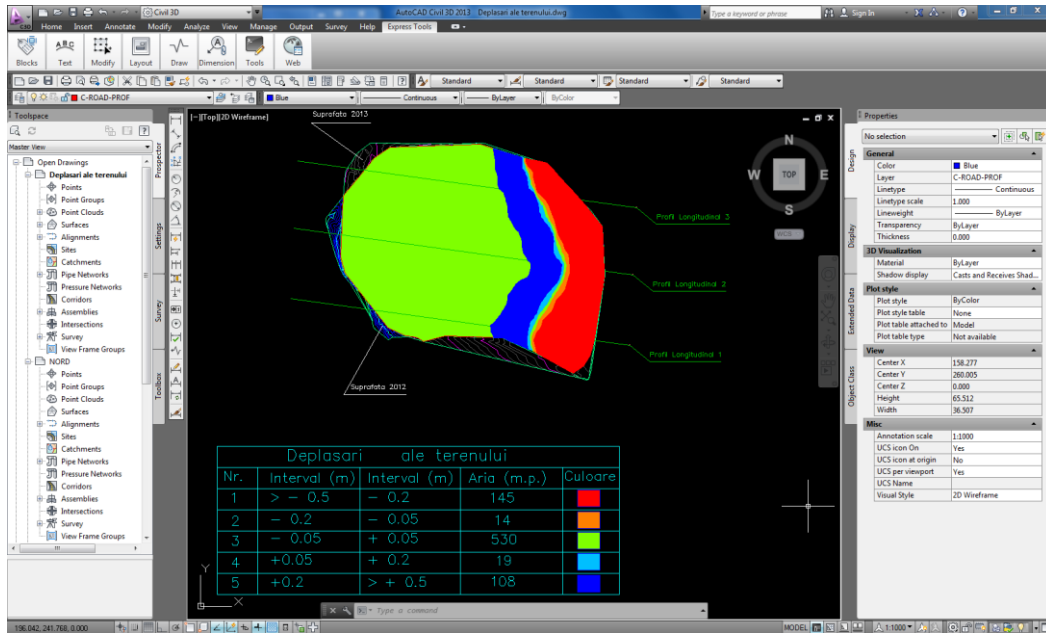 Civil 3D
AutoCAD Civil 3D 2013 Deplasari ale terenului.dwg
Type a keyword or phrase
Sign In
Home Insert Annotate Modify Analyze View Manage Output Survey Help Express Tools
Blocks Text Modify Layout Draw Dimension Tools Web
Standard Standard Standard Standard
C-ROAD-PROF Blue Continuous ByLayer ByColor
Toolspace
Master View
Open Drawings
Deplasari ale terenului
Points
Point Groups
Point Clouds
Surfaces
Alignments
Sites
Catchments
Pipe Networks
Pressure Networks
Corridors
Assemblies
Intersections
Survey
View Frame Groups
NORD
Points
Point Groups
Point Clouds
Surfaces
Alignments
Sites
Catchments
Pipe Networks
Pressure Networks
Corridors
Assemblies
Intersections
Survey
View Frame Groups
Prospector
Settings
Survey
Toolbox
[-][Top][2D Wireframe]
Suprafata 2013
Profil Longitudinal 3
Profil Longitudinal 2
Profil Longitudinal 1
Suprafata 2012
N
W TOP E
S
WCS
Deplasari ale terenului
Nr. Interval (m) Interval (m) Aria (m.p.) Culoare
1 > - 0.5 - 0.2 145
2 - 0.2 - 0.05 14
3 - 0.05 + 0.05 530
4 +0.05 + 0.2 19
5 +0.2 > + 0.5 108
Y
X
Type a command
Properties
No selection
General
Color Blue
Layer C-ROAD-PROF
Linetype Continuous
Linetype scale 1.000
Lineweight ByLayer
Transparency ByLayer
Thickness 0.000
3D Visualization
Material ByLayer
Shadow display Casts and Receives Shad...
Plot style
Plot style ByColor
Plot style table None
Plot table attached to Model
Plot table type Not available
View
Center X 158.277
Center Y 260.005
Center Z 0.000
Height 65.512
Width 36.507
Misc
Annotation scale 1:1000
UCS icon On Yes
UCS icon at origin No
UCS per viewport Yes
UCS Name
Visual Style 2D Wireframe
Design
Display
Extended Data
Object Class
196.042, 241.768, 0.000
MODEL
1:1000